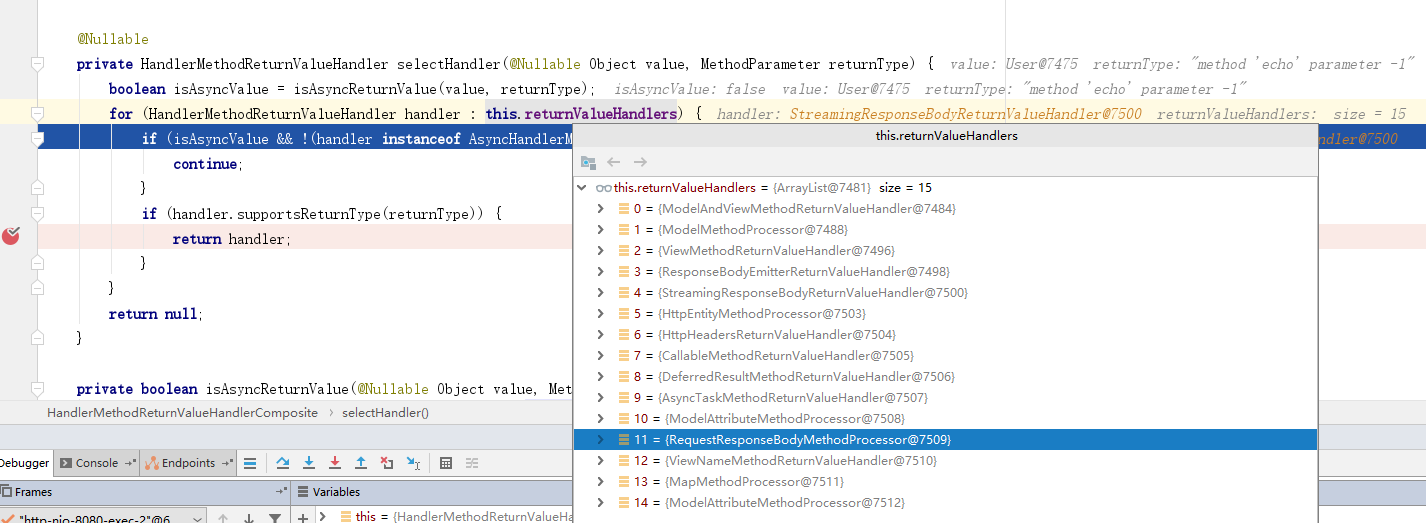 @Nullable
private HandlerMethodReturnValueHandler selectHandler(@Nullable Object value, MethodParameter returnType) { value: User@7475 returnType: "method 'echo' parameter -1"
boolean isAsyncValue = isAsyncReturnValue(value, returnType); isAsyncValue: false value: User@7475 returnType: "method 'echo' parameter -1"
for (HandlerMethodReturnValueHandler handler : this.returnValueHandlers) { handler: StreamingResponseBodyReturnValueHandler@7500 returnValueHandlers: size = 15
if (isAsyncValue && !(handler instanceof AsyncHandlerM ndler@7500
continue;
}
if (handler.supportsReturnType(returnType)) {
return handler;
}
}
return null;
}
private boolean isAsyncReturnValue(@Nullable Object value, Met
HandlerMethodReturnValueHandlerComposite › selectHandler()
this.returnValueHandlers
this.returnValueHandlers = {ArrayList@7481} size = 15
0 = {ModelAndViewMethodReturnValueHandler@7484}
1 = {ModelMethodProcessor@7488}
2 = {ViewMethodReturnValueHandler@7496}
3 = {ResponseBodyEmitterReturnValueHandler@7498}
4 = {StreamingResponseBodyReturnValueHandler@7500}
5 = {HttpEntityMethodProcessor@7503}
6 = {HttpHeadersReturnValueHandler@7504}
7 = {CallableMethodReturnValueHandler@7505}
8 = {DeferredResultMethodReturnValueHandler@7506}
9 = {AsyncTaskMethodReturnValueHandler@7507}
10 = {ModelAttributeMethodProcessor@7508}
11 = {RequestResponseBodyMethodProcessor@7509}
12 = {ViewNameMethodReturnValueHandler@7510}
13 = {MapMethodProcessor@7511}
14 = {ModelAttributeMethodProcessor@7512}
Debugger Console Endpoints
Frames Variables
"http-nio-8080-exec-2"@6 this = {HandlerMethodReturnValueHa